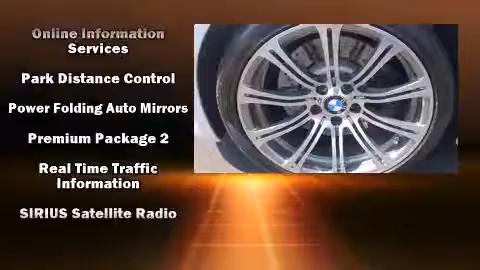 Online Information
Services
Park Distance Control
Power Folding Auto Mirrors
Premium Package 2
Real Time Traffic
Information
SIRIUS Satellite Radio